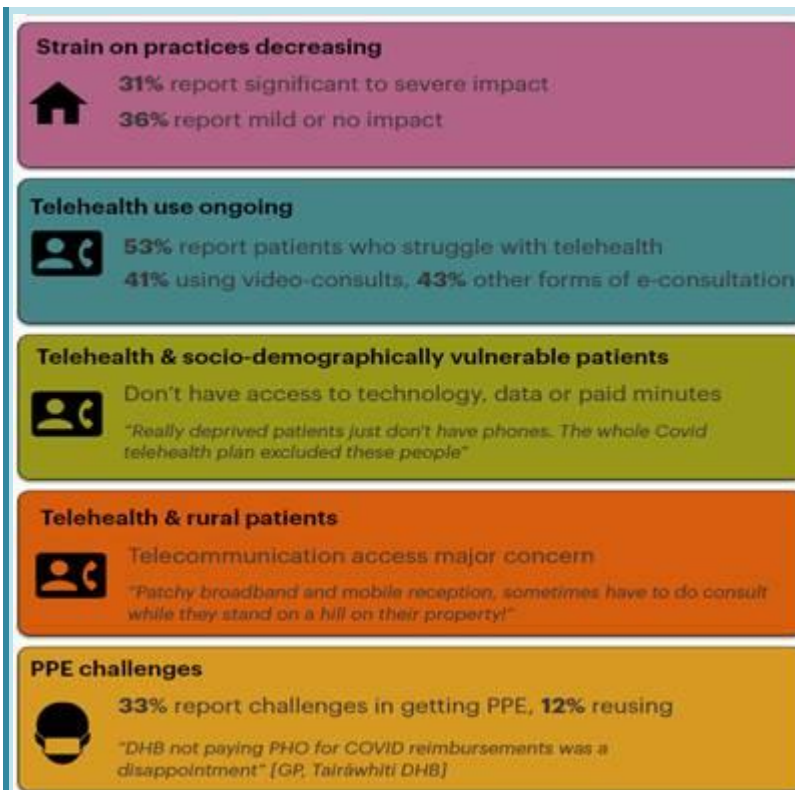 Strain on practices decreasing
31% report significant to severe impact
36% report mild or no impact
Telehealth use ongoing
53% report patients who struggle with telehealth
41% using video-consults, 43% other forms of e-consultation
Telehealth & socio-demographically vulnerable patients
Don't have access to technology, data or paid minutes
"Really deprived patients just don't have phones. The whole Covid
telehealth plan excluded these people"
Telehealth & rural patients
Telecommunication access major concern
"Patchy broadband and mobile reception, sometimes have to do consult
while they stand on a hill on their property!"
PPE challenges
33% report challenges in getting PPE, 12% reusing
"DHB not paying PHO for COVID reimbursements was a
disappointment" [GP, Tairāwhiti DHB]